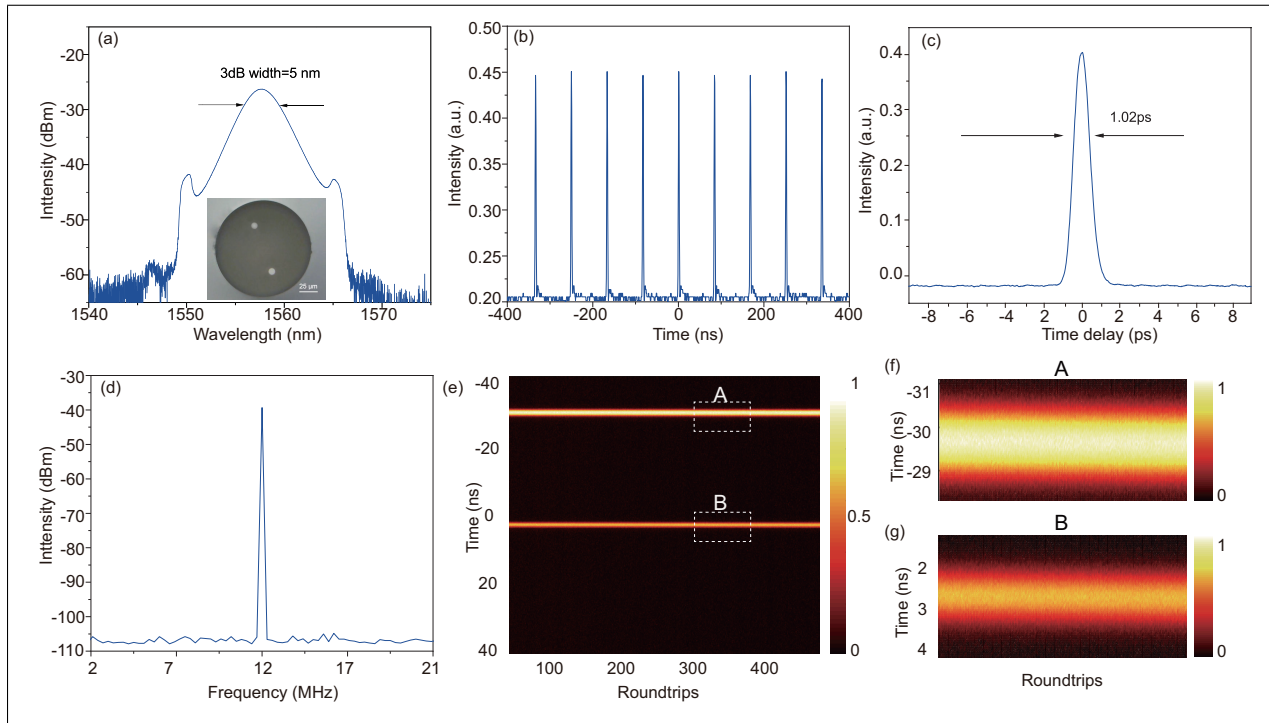 (a)
3dB width=5 nm
Inttensity (dBm)
-20
-30
-40
-50
-60
25 μm
1540
1550
1560
1570
Wavelength (nm)
(b)
Intensity (a.u.)
0.50
0.45
0.40
0.35
0.30
0.25
0.20
-400
-200
0
200
400
Time (ns)
(c)
1.02ps
Intensity (a.u.)
0.4
0.3
0.2
0.1
0.0
-8
-6
-4
-2
0
2
4
6
8
Time delay (ps)
(d)
Inttensity (dBm)
-30
-40
-50
-60
-70
-80
-90
-100
-110
2
7
12
17
21
Frequency (MHz)
(e)
Time (ns)
-40
-20
0
20
40
A
B
100
200
300
400
Roundtrips
1
0.5
0
(f)
A
Time (ns)
-31
-30
-29
1
0
(g)
B
Time (ns)
2
3
4
1
0
Roundtrips